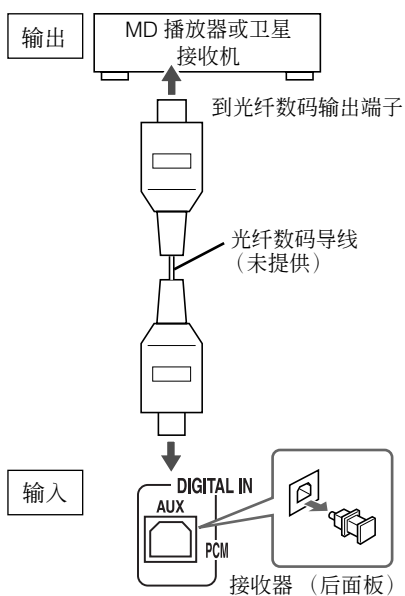 输出
MD 播放器或卫星
接收机
到光纤数码输出端子
光纤数码导线
（未提供）
输入
DIGITAL IN
AUX
PCM
接收器 （后面板）